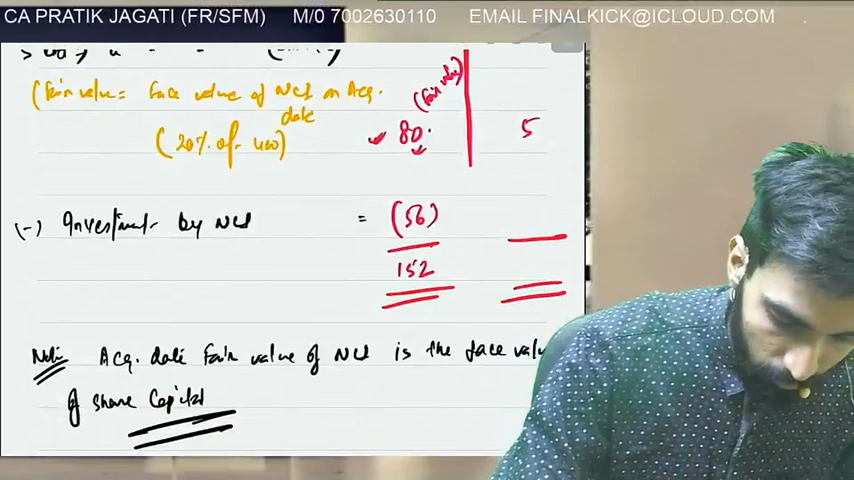 CA PRATIK JAGATI (FR/SFM) M/0 7002630110 EMAIL FINALKICK@ICLOUD.COM
(Fair value = Face value of NCI on Acq. date
(Fair value)
(20% of 400) 80. 5
(-) Investment by NCI = (56)
152
Note Acq. date Fair value of NCI is the face valu
of share Capital